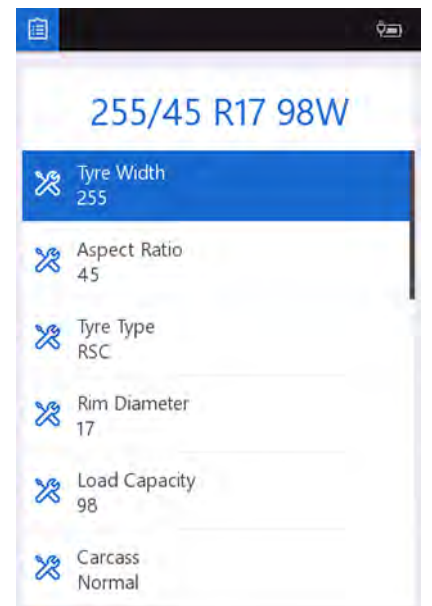 255/45 R17 98W
Tyre Width
255
Aspect Ratio
45
Tyre Type
RSC
Rim Diameter
17
Load Capacity
98
Carcass
Normal